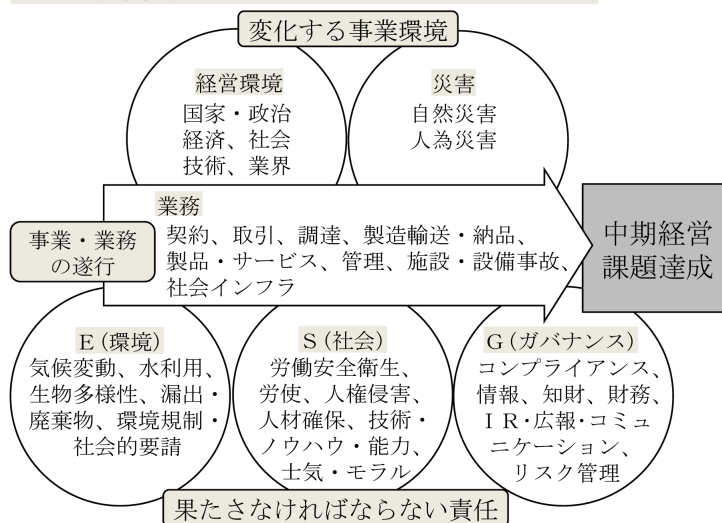 変化する事業環境
経営環境
国家・政治
経済、社会
技術、業界
災害
自然災害
人為災害
事業・業務
の遂行
業務
契約、取引、調達、製造輸送・納品、
製品・サービス、管理、施設・設備事故、
社会インフラ
中期経営
課題達成
E(環境)
気候変動、水利用、
生物多様性、漏出・
廃棄物、環境規制・
社会的要請
S(社会)
労働安全衛生、
労使、人権侵害、
人材確保、技術・
ノウハウ・能力、
士気・モラル
G(ガバナンス)
コンプライアンス、
情報、知財、財務、
IR・広報・コミュ
ニケーション、
リスク管理
果たさなければならない責任